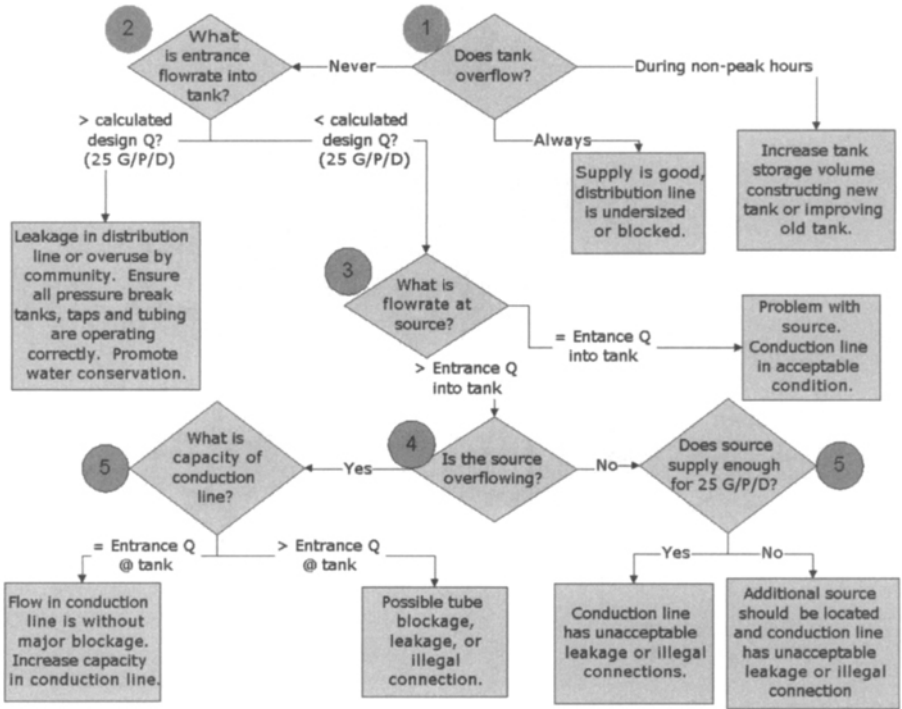 2
What
is entrance
flowrate into
tank?
Never
1
Does tank
overflow?
During non-peak hours
> calculated
design Q?
(25 G/P/D)
< calculated
design Q?
(25 G/P/D)
Always
Supply is good,
distribution line
is undersized
or blocked.
Increase tank
storage volume
constructing new
tank or improving
old tank.
Leakage in distribution
line or overuse by
community. Ensure
all pressure break
tanks, taps and tubing
are operating
correctly. Promote
water conservation.
3
What is
flowrate at
source?
= Entance Q
into tank
Problem with
source.
Conduction line
in acceptable
condition.
> Entrance Q
into tank
5
What is
capacity of
conduction
line?
Yes
4
Is the source
overflowing?
No
Does source
supply enough
for 25 G/P/D?
5
= Entrance Q
@ tank
> Entrance Q
@ tank
Yes
No
Flow in conduction
line is without
major blockage.
Increase capacity
in conduction line.
Possible tube
blockage,
leakage, or
illegal
connection.
Conduction line
has unacceptable
leakage or illegal
connections.
Additional source
should be located
and conduction line
has unacceptable
leakage or illegal
connection